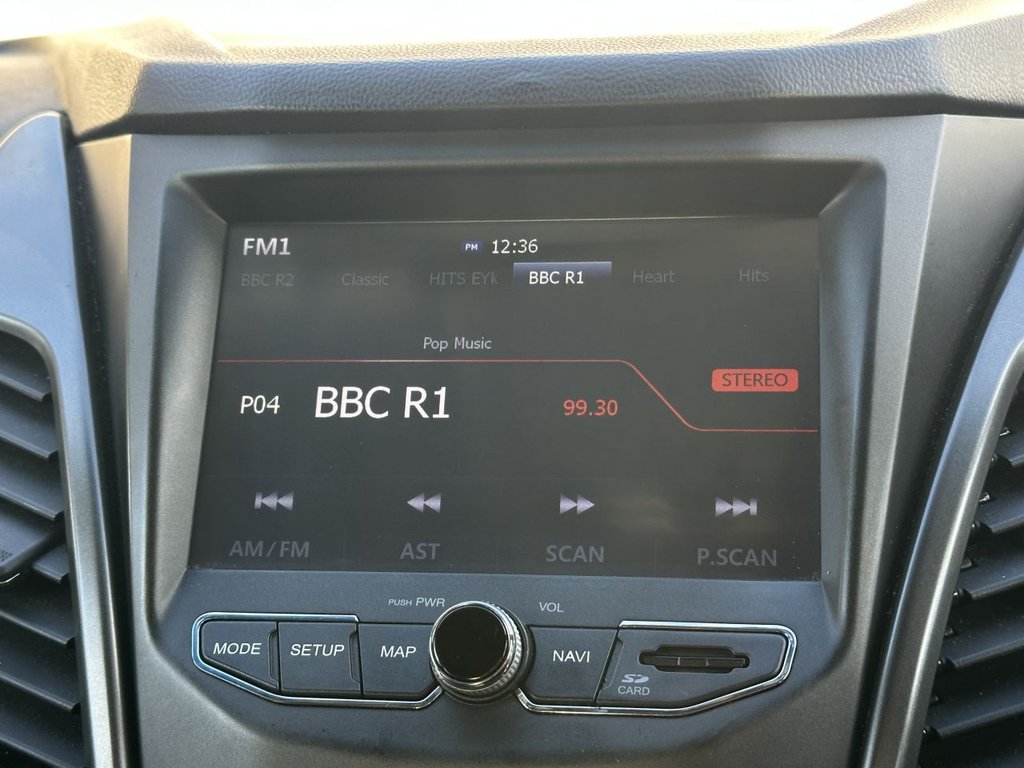 FM1 PM 12:36
BBC R2 Classic HITS EYk BBC R1 Heart Hits
Pop Music
STEREO
P04 BBC R1 99.30
AM/FM AST SCAN P.SCAN
PUSH PWR VOL
MODE SETUP MAP NAVI
SD
CARD